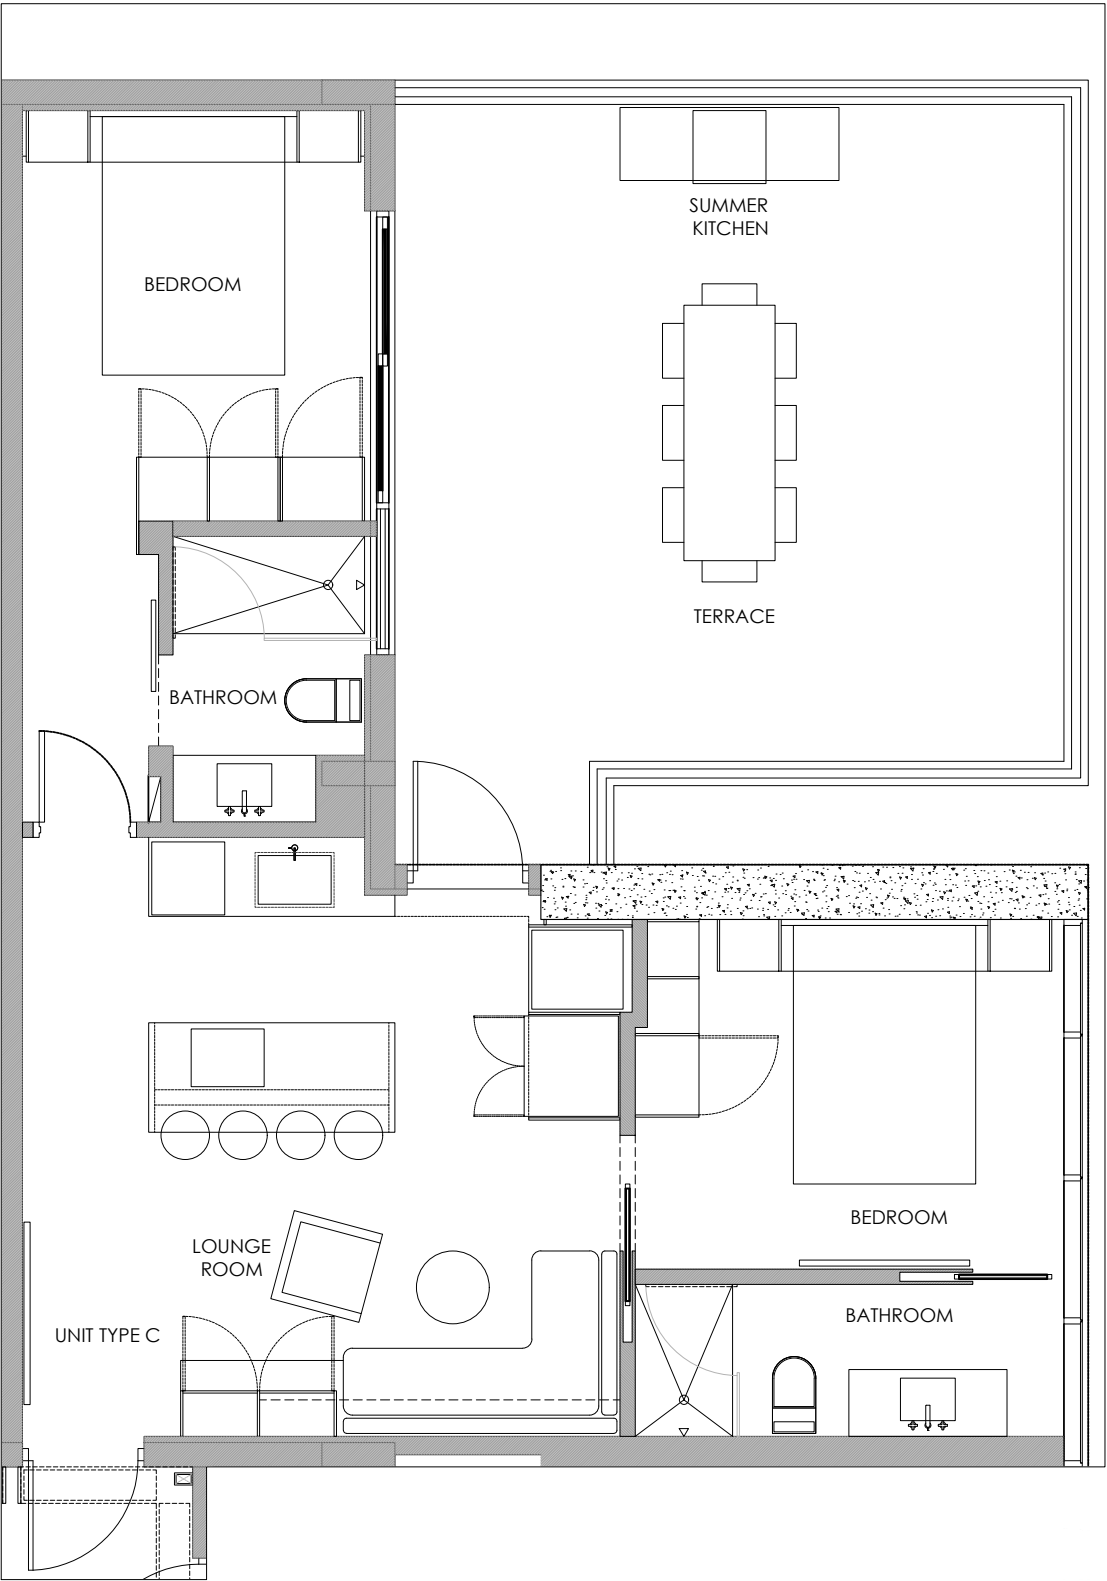 SUMMER
KITCHEN
BEDROOM
TERRACE
BATHROOM
BEDROOM
LOUNGE
ROOM
BATHROOM
UNIT TYPE C